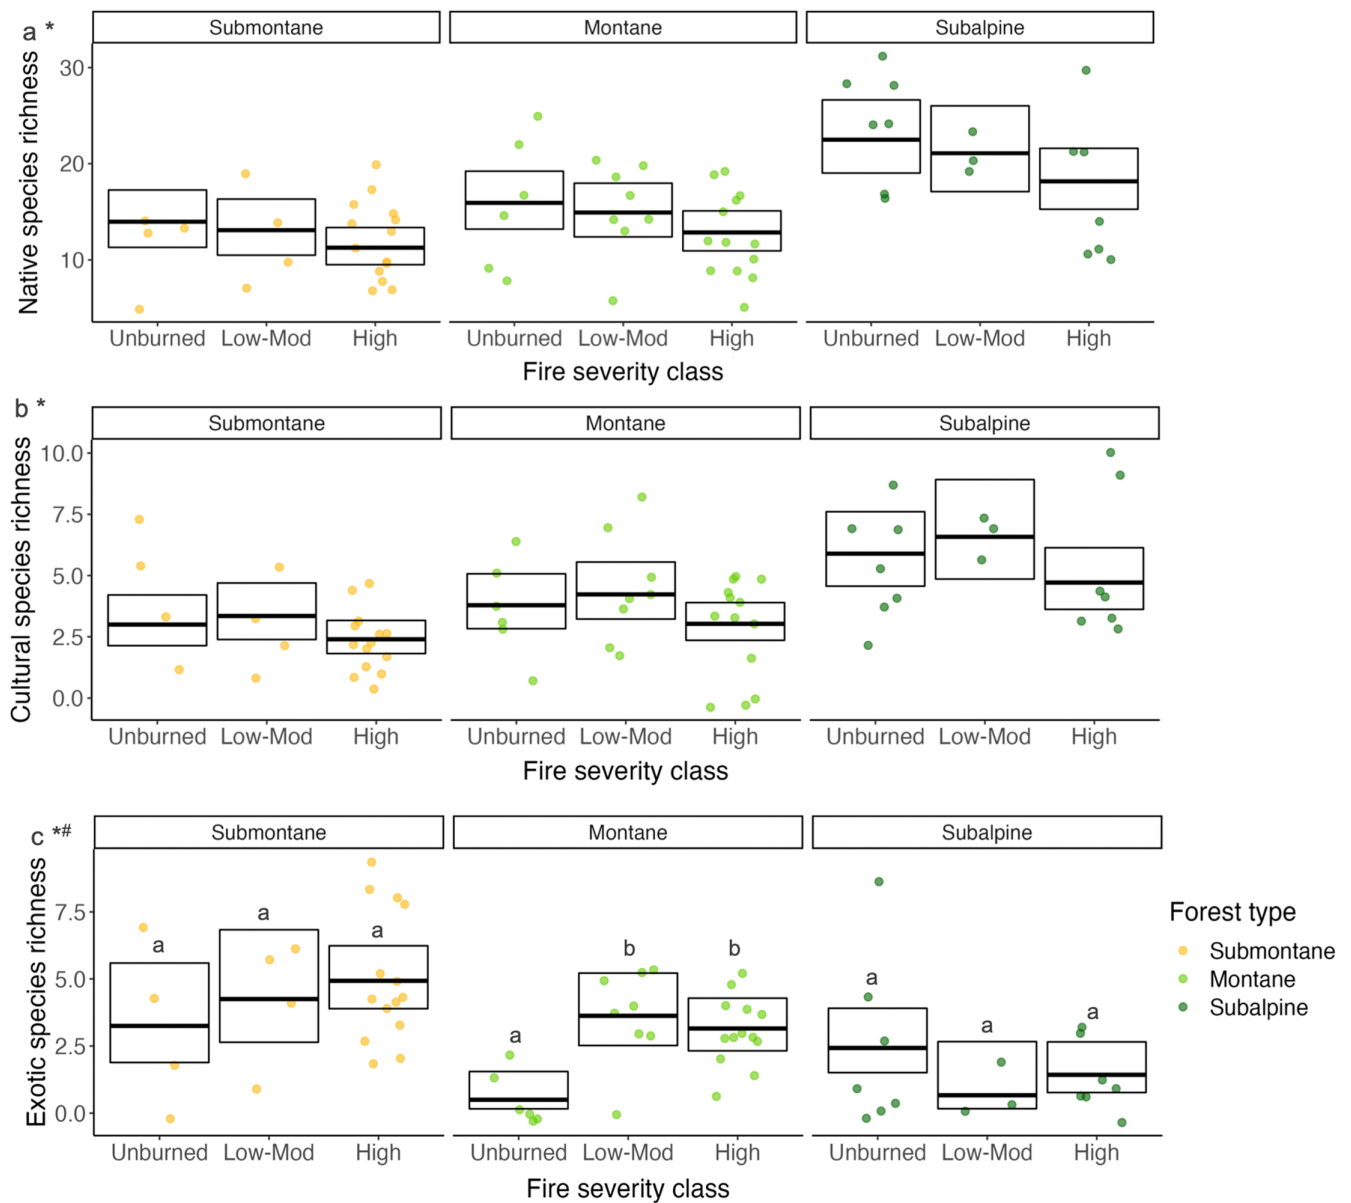 a *
Submontane Montane Subalpine
Native species richness
30
20
10
Unburned Low-Mod High Unburned Low-Mod High Unburned Low-Mod High
Fire severity class
b *
Submontane Montane Subalpine
Cultural species richness
10.0
7.5
5.0
2.5
0.0
Unburned Low-Mod High Unburned Low-Mod High Unburned Low-Mod High
Fire severity class
c *#
Submontane Montane Subalpine
Exotic species richness
7.5
5.0
2.5
0.0
a a a a b b a a a
Unburned Low-Mod High Unburned Low-Mod High Unburned Low-Mod High
Fire severity class
Forest type
Submontane
Montane
Subalpine